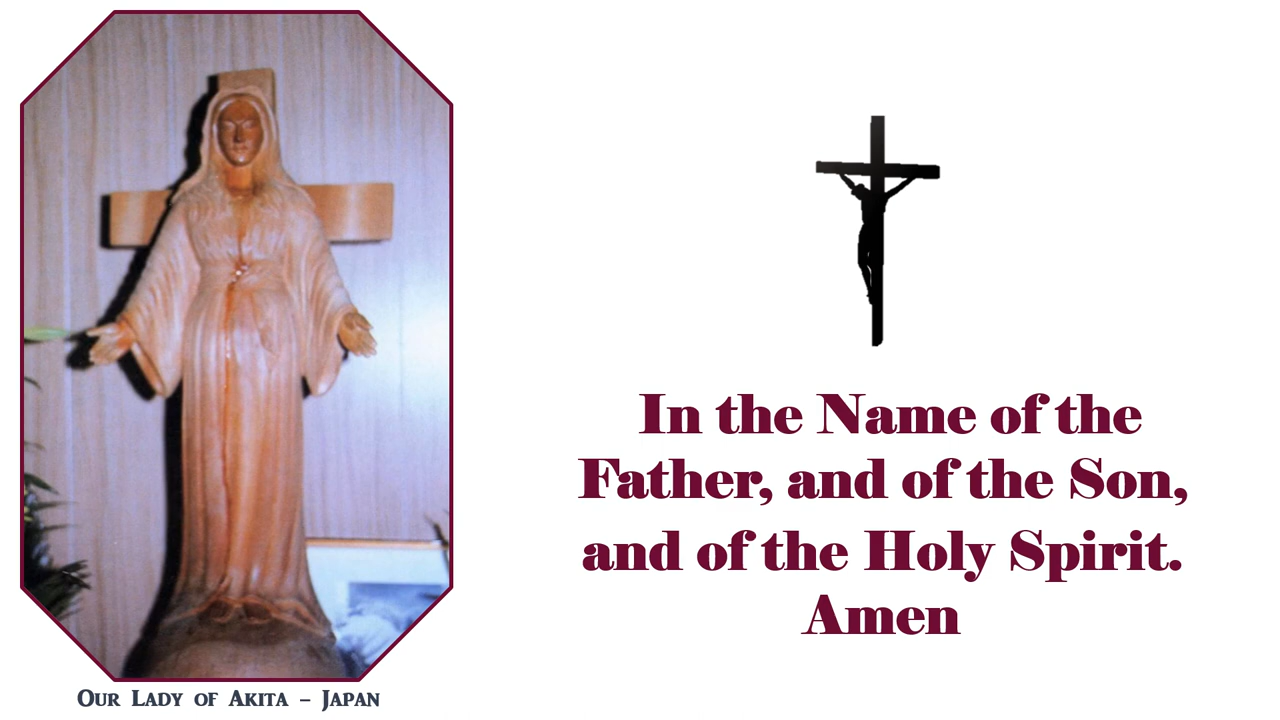 Our Lady of Akita – Japan
In the Name of the
Father, and of the Son,
and of the Holy Spirit.
Amen